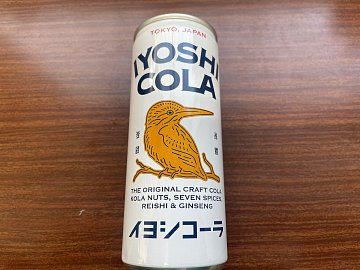 TOKYO, JAPAN
IYOSHI
COLA
THE ORIGINAL CRAFT COLA
KOLA NUTS, SEVEN SPICES,
REISHI & GINSENG
イヨシコーラ